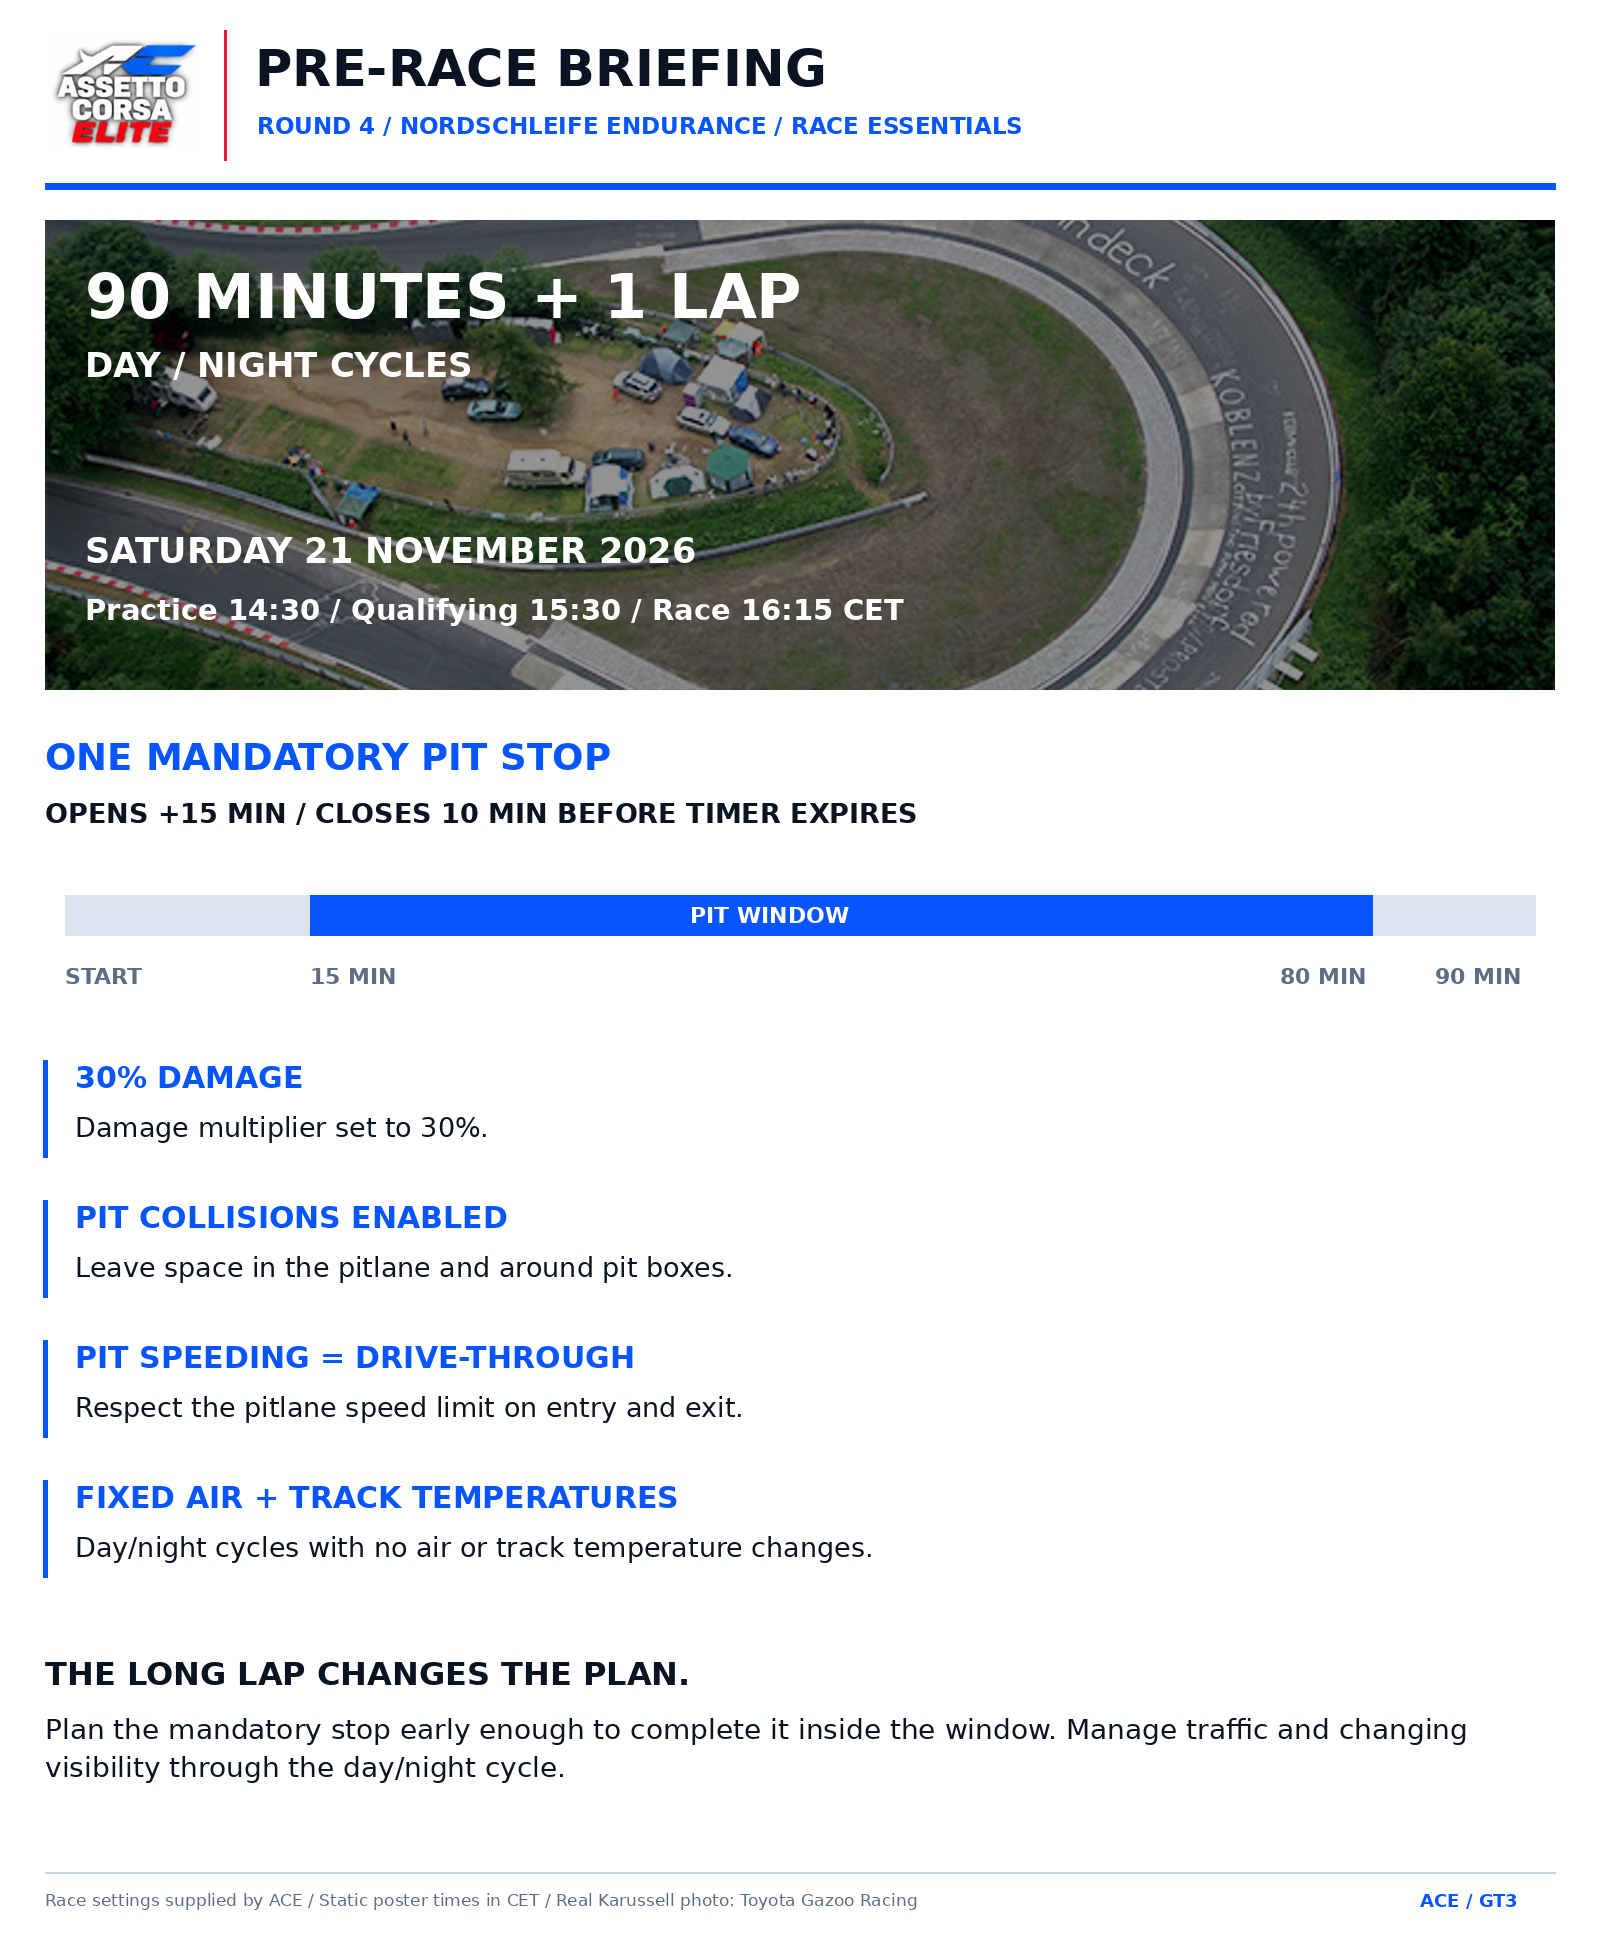 ASSETTO
CORSA
ELITE
PRE-RACE BRIEFING
ROUND 4 / NORDSCHLEIFE ENDURANCE / RACE ESSENTIALS
90 MINUTES + 1 LAP
DAY / NIGHT CYCLES
indeck
KOBLENZ
24h powered
SATURDAY 21 NOVEMBER 2026
Practice 14:30 / Qualifying 15:30 / Race 16:15 CET
ONE MANDATORY PIT STOP
OPENS +15 MIN / CLOSES 10 MIN BEFORE TIMER EXPIRES
PIT WINDOW
START 15 MIN 80 MIN 90 MIN
30% DAMAGE
Damage multiplier set to 30%.
PIT COLLISIONS ENABLED
Leave space in the pitlane and around pit boxes.
PIT SPEEDING = DRIVE-THROUGH
Respect the pitlane speed limit on entry and exit.
FIXED AIR + TRACK TEMPERATURES
Day/night cycles with no air or track temperature changes.
THE LONG LAP CHANGES THE PLAN.
Plan the mandatory stop early enough to complete it inside the window. Manage traffic and changing
visibility through the day/night cycle.
Race settings supplied by ACE / Static poster times in CET / Real Karussell photo: Toyota Gazoo Racing
ACE / GT3